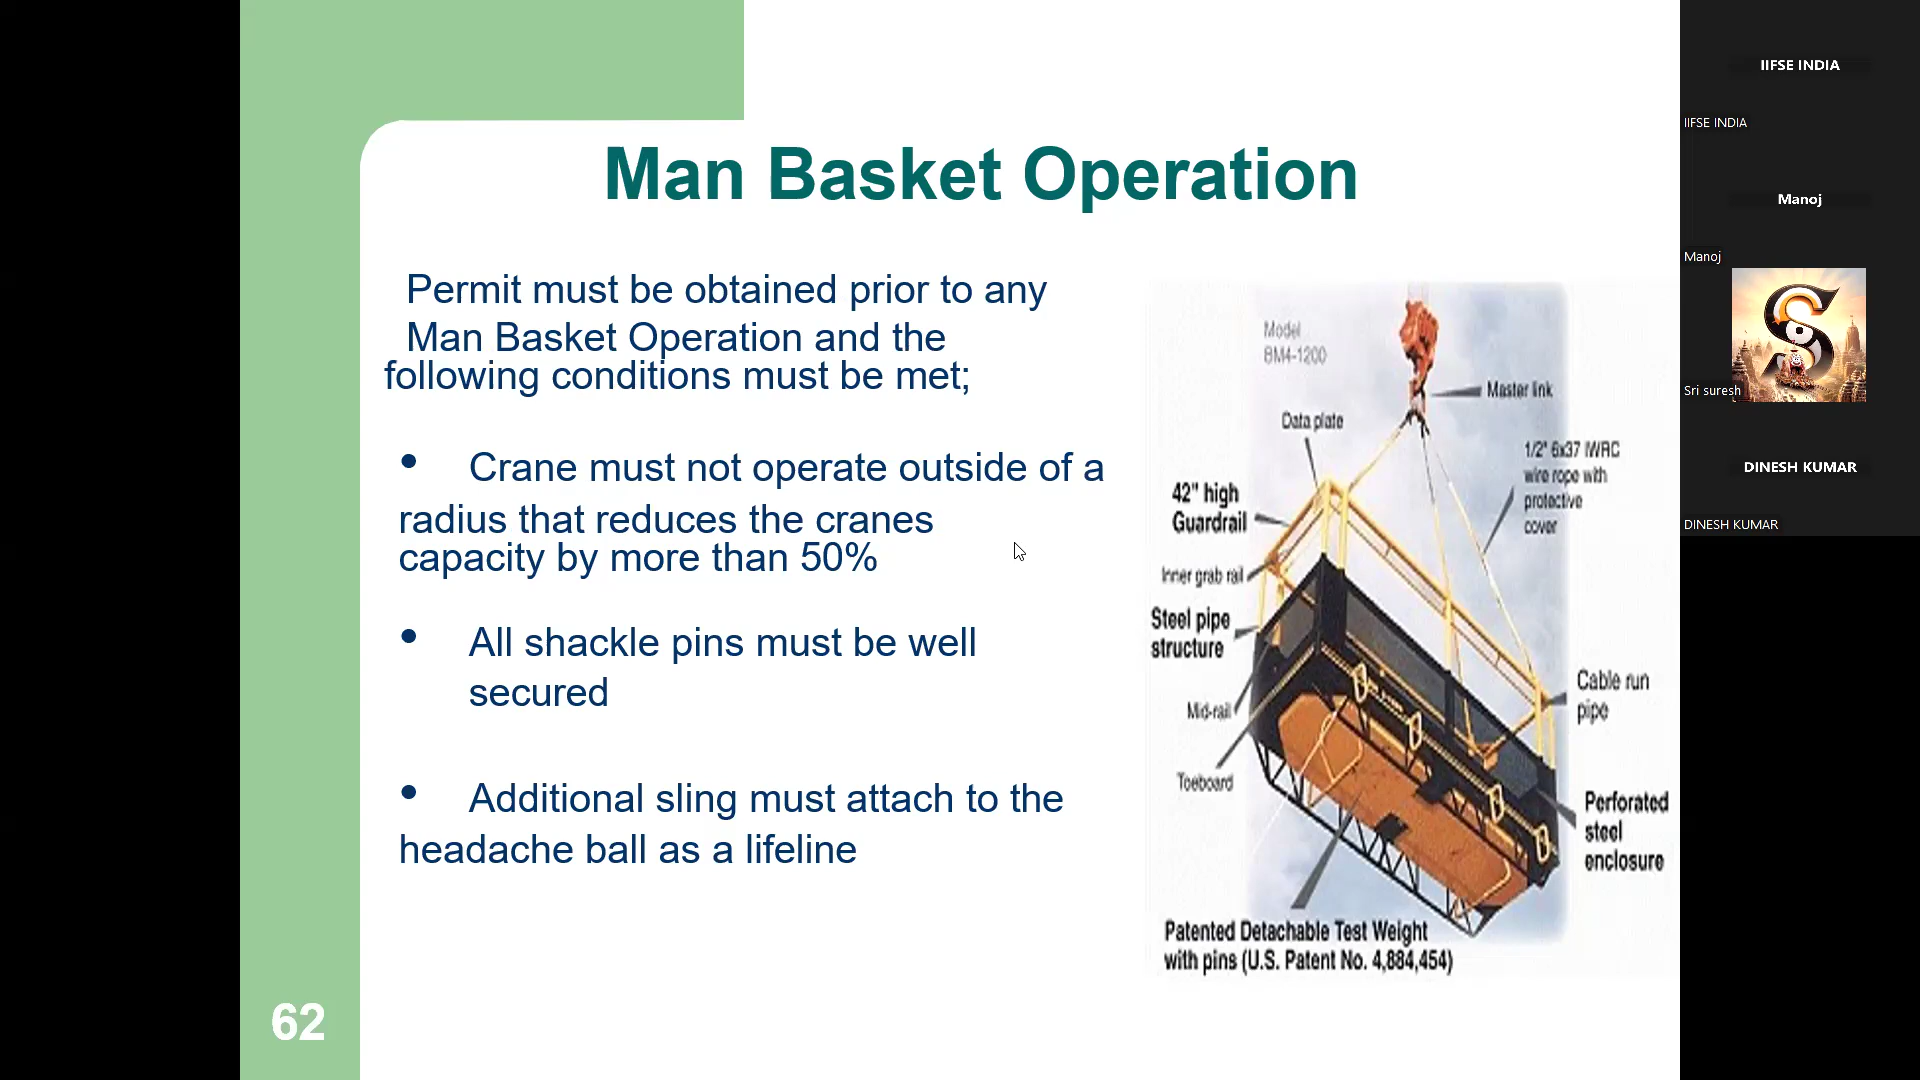 Man Basket Operation
Permit must be obtained prior to any
Man Basket Operation and the
following conditions must be met;
• Crane must not operate outside of a
radius that reduces the cranes
capacity by more than 50%
• All shackle pins must be well
secured
• Additional sling must attach to the
headache ball as a lifeline
62
Model
BM4-1200
Master link
Data plate
1/2" 6x37 IWRC
wire rope with
protective
cover
42" high
Guardrail
Inner grab rail
Steel pipe
structure
Cable run
pipe
Mid-rail
Toeboard
Perforated
steel
enclosure
Patented Detachable Test Weight
with pins (U.S. Patent No. 4,884,454)
IIFSE INDIA
IIFSE INDIA
Manoj
Manoj
S
Sri suresh
DINESH KUMAR
DINESH KUMAR